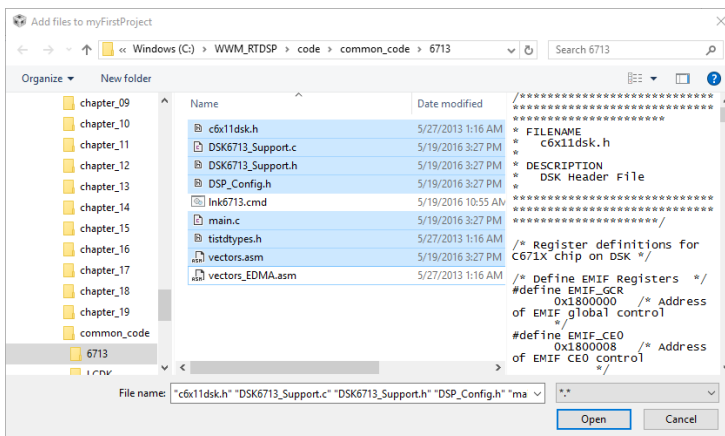 Add files to myFirstProject
« Windows (C:) > WWM_RTDSP > code > common_code > 6713
Search 6713
Organize
New folder
chapter_09
chapter_10
chapter_11
chapter_12
chapter_13
chapter_14
chapter_15
chapter_16
chapter_17
chapter_18
chapter_19
common_code
6713
LCDK
Name Date modified
c6x11dsk.h 5/27/2013 1:16 AM
DSK6713_Support.c 5/19/2016 3:27 PM
DSK6713_Support.h 5/19/2016 3:27 PM
DSP_Config.h 5/19/2016 3:27 PM
lnk6713.cmd 5/19/2016 10:55 AM
main.c 5/19/2016 3:27 PM
tistdtypes.h 5/27/2013 1:16 AM
vectors.asm 5/19/2016 3:27 PM
vectors_EDMA.asm 5/27/2013 1:16 AM
/*****************************
******************************
***********************
* FILENAME
* c6x11dsk.h
*
* DESCRIPTION
* DSK Header File
*
******************************
******************************
**********************/
/* Register definitions for
C671X chip on DSK */
/* Define EMIF Registers */
#define EMIF_GCR
0x1800000 /* Address
of EMIF global control
*/
#define EMIF_CE0
0x1800008 /* Address
of EMIF CE0 control
*/
File name: "c6x11dsk.h" "DSK6713_Support.c" "DSK6713_Support.h" "DSP_Config.h" "ma
*.*
Open
Cancel